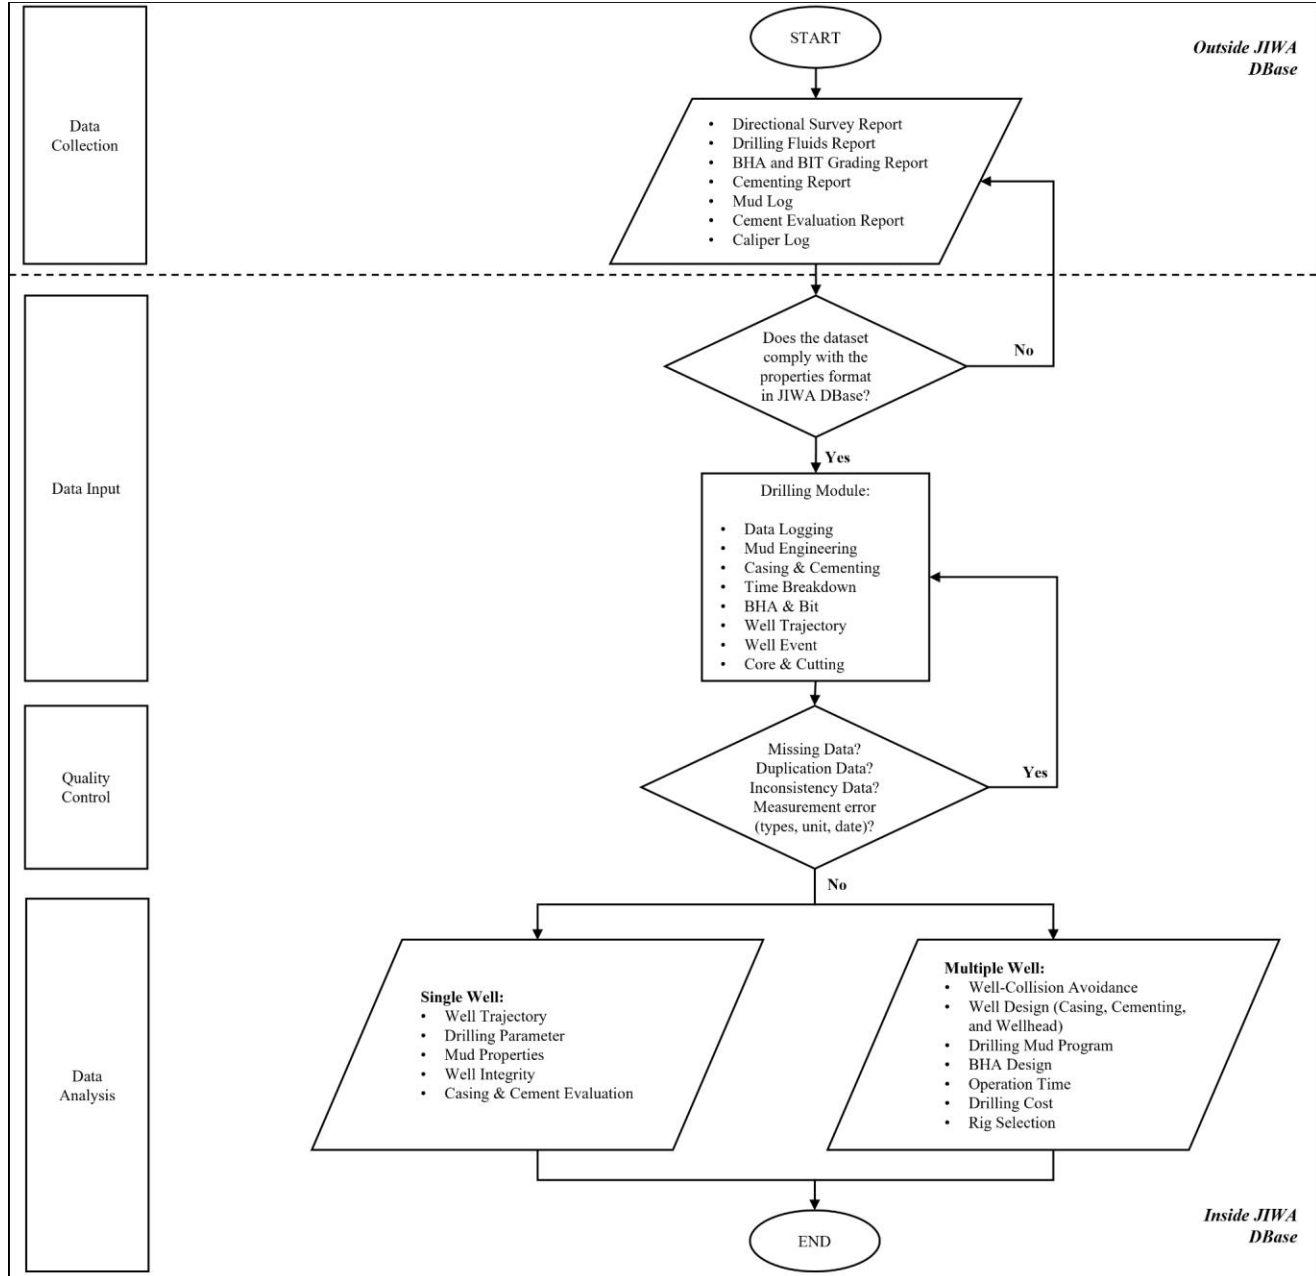 START
Outside JIWA
DBase
Data
Collection
• Directional Survey Report
• Drilling Fluids Report
• BHA and BIT Grading Report
• Cementing Report
• Mud Log
• Cement Evaluation Report
• Caliper Log
Data Input
Does the dataset
comply with the
properties format
in JIWA DBase?
No
Yes
Drilling Module:
• Data Logging
• Mud Engineering
• Casing & Cementing
• Time Breakdown
• BHA & Bit
• Well Trajectory
• Well Event
• Core & Cutting
Quality
Control
Missing Data?
Duplication Data?
Inconsistency Data?
Measurement error
(types, unit, date)?
Yes
No
Data
Analysis
Single Well:
• Well Trajectory
• Drilling Parameter
• Mud Properties
• Well Integrity
• Casing & Cement Evaluation
Multiple Well:
• Well-Collision Avoidance
• Well Design (Casing, Cementing,
and Wellhead)
• Drilling Mud Program
• BHA Design
• Operation Time
• Drilling Cost
• Rig Selection
END
Inside JIWA
DBase